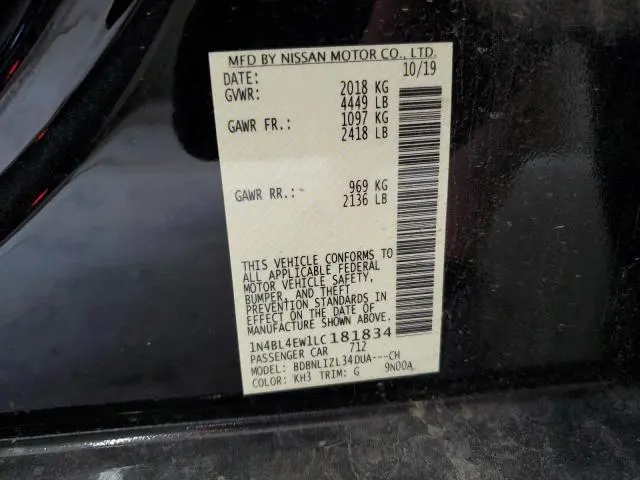 MFD BY NISSAN MOTOR CO., LTD.
DATE: 10/19
GVWR: 2018 KG
4449 LB
GAWR FR.: 1097 KG
2418 LB
GAWR RR.:- 969 KG
2136 LB
THIS VEHICLE CONFORMS TO
ALL APPLICABLE FEDERAL
MOTOR VEHICLE SAFETY,
BUMPER, AND THEFT
PREVENTION STANDARDS IN
EFFECT ON THE DATE OF
MANUFACTURE SHOWN ABOVE.
1N4BL4EW1LC181834
PASSENGER CAR 712
MODEL: BDBNLIZL34DUA---CH
COLOR: KH3 TRIM: G 9N00A